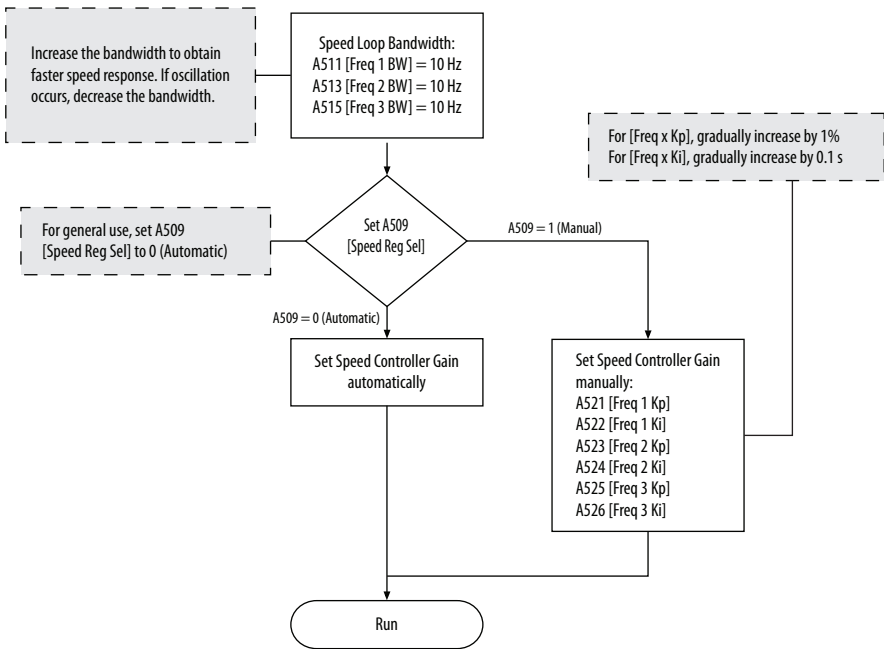 Increase the bandwidth to obtain
faster speed response. If oscillation
occurs, decrease the bandwidth.
Speed Loop Bandwidth:
A511 [Freq 1 BW] = 10 Hz
A513 [Freq 2 BW] = 10 Hz
A515 [Freq 3 BW] = 10 Hz
For [Freq x Kp], gradually increase by 1%
For [Freq x Ki], gradually increase by 0.1 s
For general use, set A509
[Speed Reg Sel] to 0 (Automatic)
Set A509
[Speed Reg Sel]
A509 = 1 (Manual)
A509 = 0 (Automatic)
Set Speed Controller Gain
automatically
Set Speed Controller Gain
manually:
A521 [Freq 1 Kp]
A522 [Freq 1 Ki]
A523 [Freq 2 Kp]
A524 [Freq 2 Ki]
A525 [Freq 3 Kp]
A526 [Freq 3 Ki]
Run